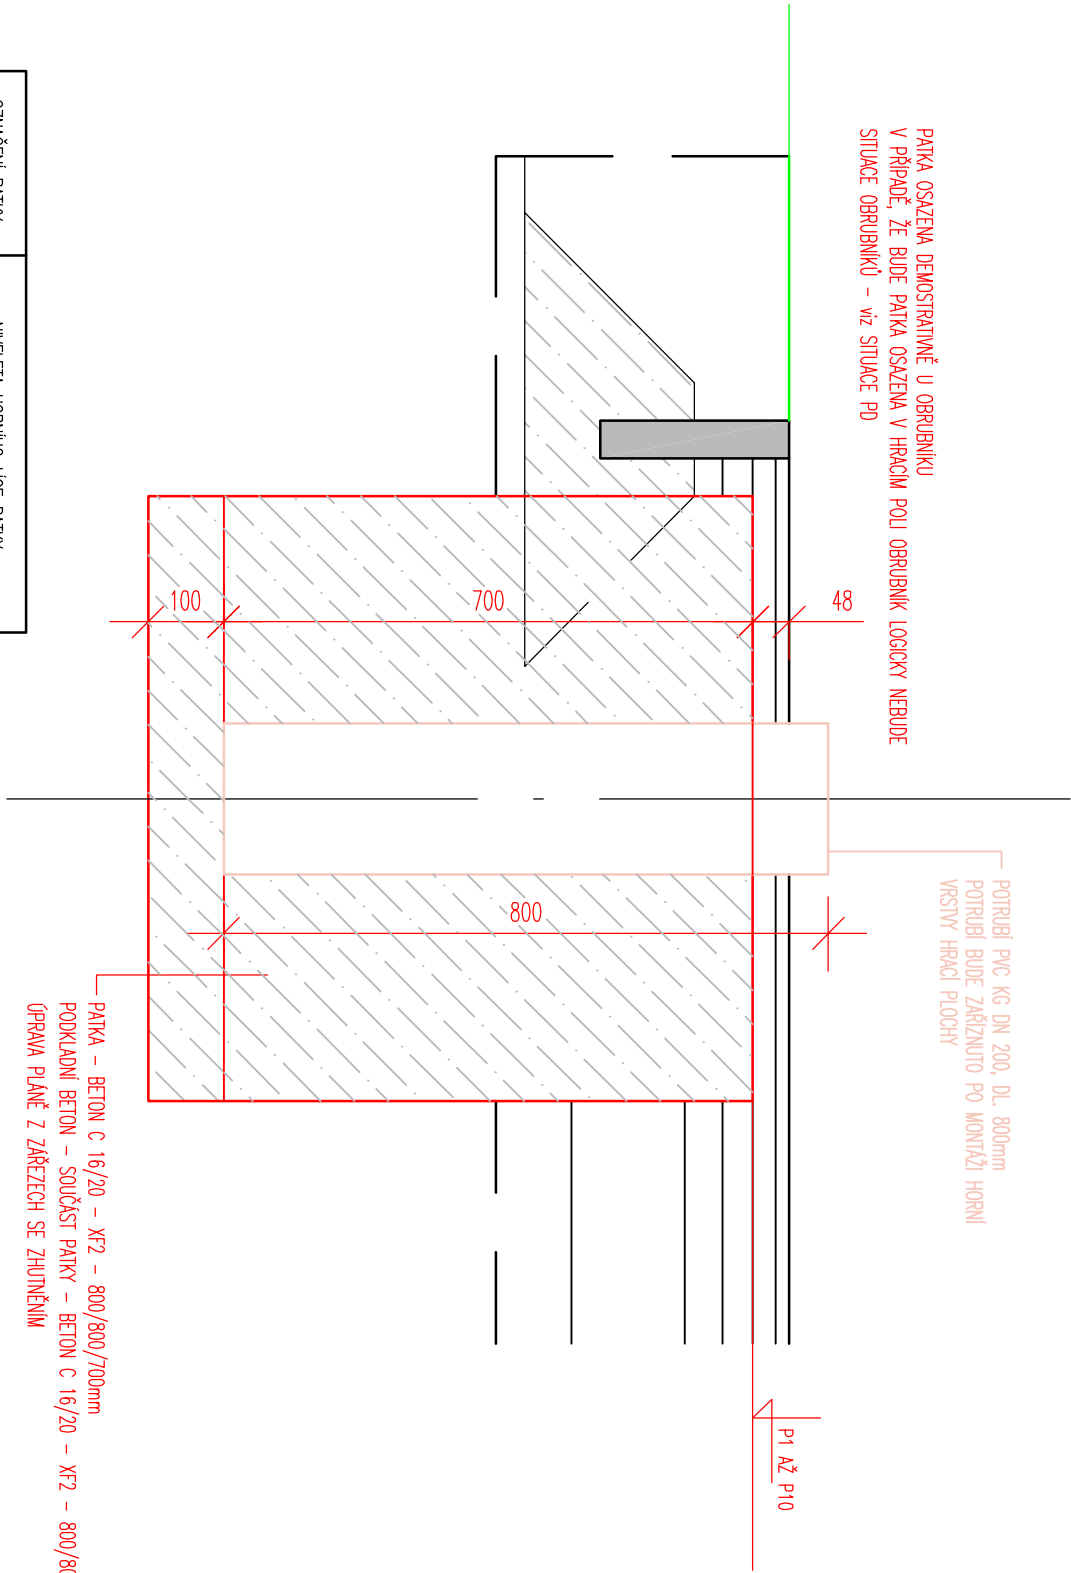 PATKA OSAZENA DEMOSTRATIVNĚ U OBRUBNÍKU
V PŘÍPADĚ, ŽE BUDE PATKA OSAZENA V HRACÍM POLI OBRUBNÍK LOGICKY NEBUDE
SITUACE OBRUBNÍKŮ - viz SITUACE PD
POTRUBÍ PVC KG DN 200, DL. 800mm
POTRUBÍ BUDE ZAŘÍZNUTO PO MONTÁŽI HORNÍ
VRSTVY HRACÍ PLOCHY
100
700
48
800
P1 AŽ P10
PATKA - BETON C 16/20 - XF2 - 800/800/700mm
PODKLADNÍ BETON - SOUČÁST PATKY - BETON C 16/20 - XF2 - 800/80
ÚPRAVA PLÁNĚ Z ZÁŘEZECH SE ZHUTNĚNÍM